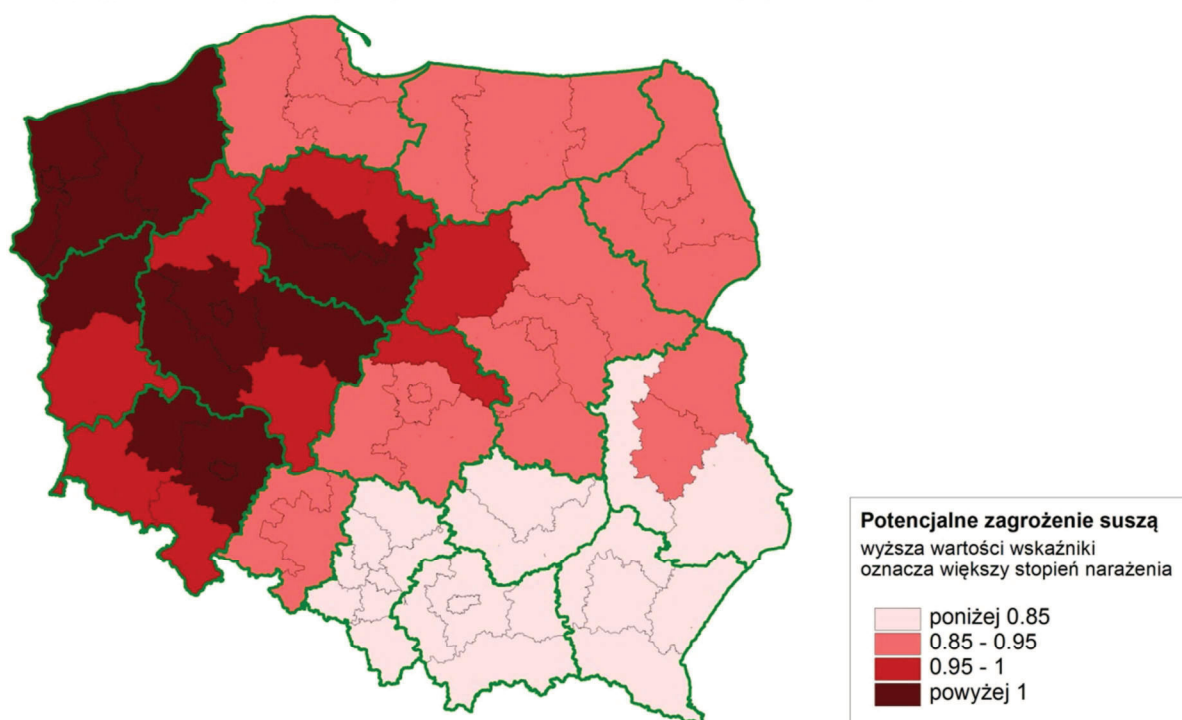 Potencjalne zagrożenie suszą
wyższa wartości wskaźniki
oznacza większy stopień narażenia
poniżej 0.85
0.85 - 0.95
0.95 - 1
powyżej 1